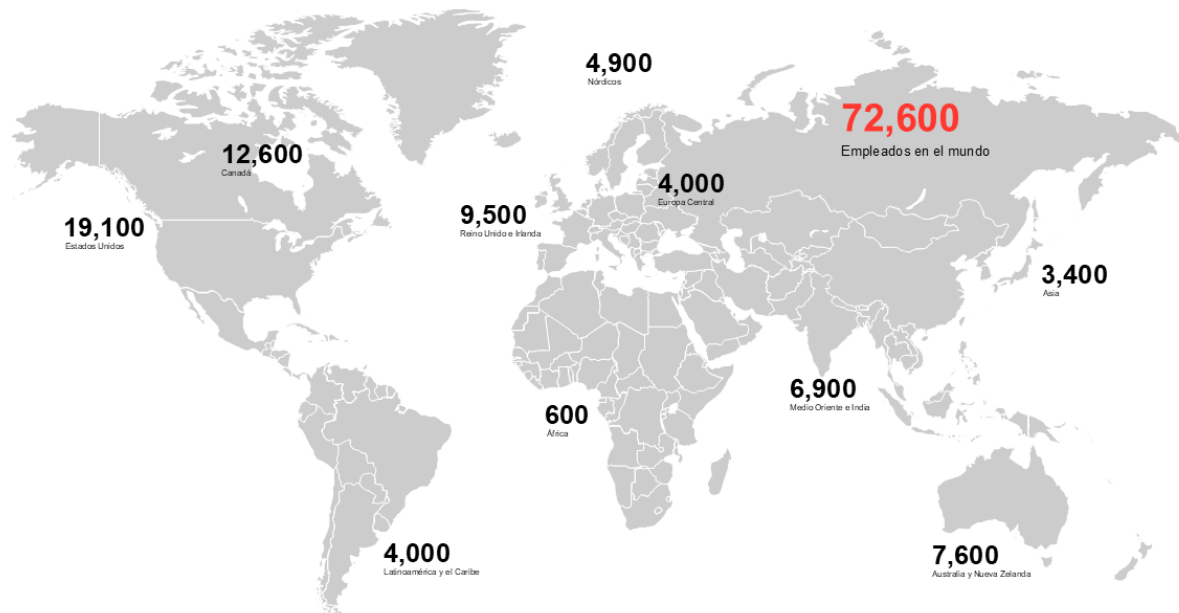 4,900
Nórdicos
72,600
Empleados en el mundo
12,600
Canadá
4,000
Europa Central
19,100
Estados Unidos
9,500
Reino Unido e Irlanda
3,400
Asia
6,900
Medio Oriente e India
600
África
4,000
Latinoamérica y el Caribe
7,600
Australia y Nueva Zelanda